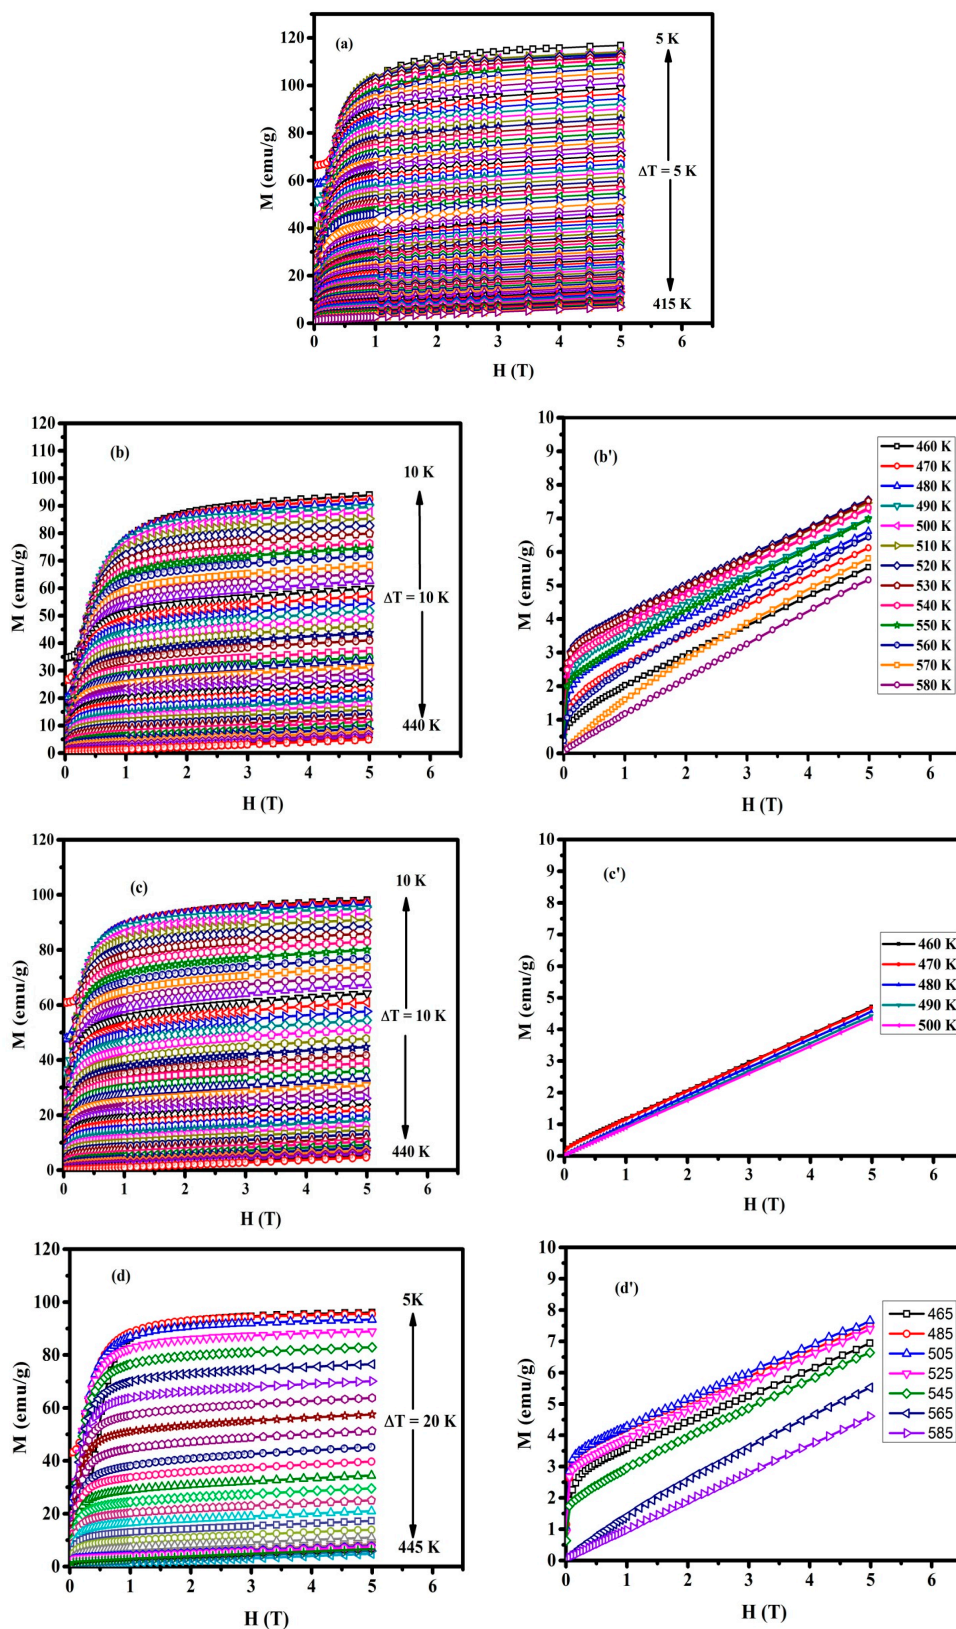 (a)
5 K
ΔT = 5 K
415 K
M (emu/g)
0
20
40
60
80
100
120
0 1 2 3 4 5 6
H (T)
(b)
10 K
ΔT = 10 K
440 K
M (emu/g)
0
10
20
30
40
50
60
70
80
90
100
110
120
0 1 2 3 4 5 6
H (T)
(b')
460 K
470 K
480 K
490 K
500 K
510 K
520 K
530 K
540 K
550 K
560 K
570 K
580 K
M (emu/g)
0
1
2
3
4
5
6
7
8
9
10
0 1 2 3 4 5 6
H (T)
(c)
10 K
ΔT = 10 K
440 K
M (emu/g)
0
20
40
60
80
100
120
0 1 2 3 4 5 6
H (T)
(c')
460 K
470 K
480 K
490 K
500 K
M (emu/g)
0
1
2
3
4
5
6
7
8
9
10
0 1 2 3 4 5 6
H (T)
(d)
5K
ΔT = 20 K
445 K
M (emu/g)
0
20
40
60
80
100
120
0 1 2 3 4 5 6
H (T)
(d')
465
485
505
525
545
565
585
M (emu/g)
0
1
2
3
4
5
6
7
8
9
10
0 1 2 3 4 5 6
H (T)